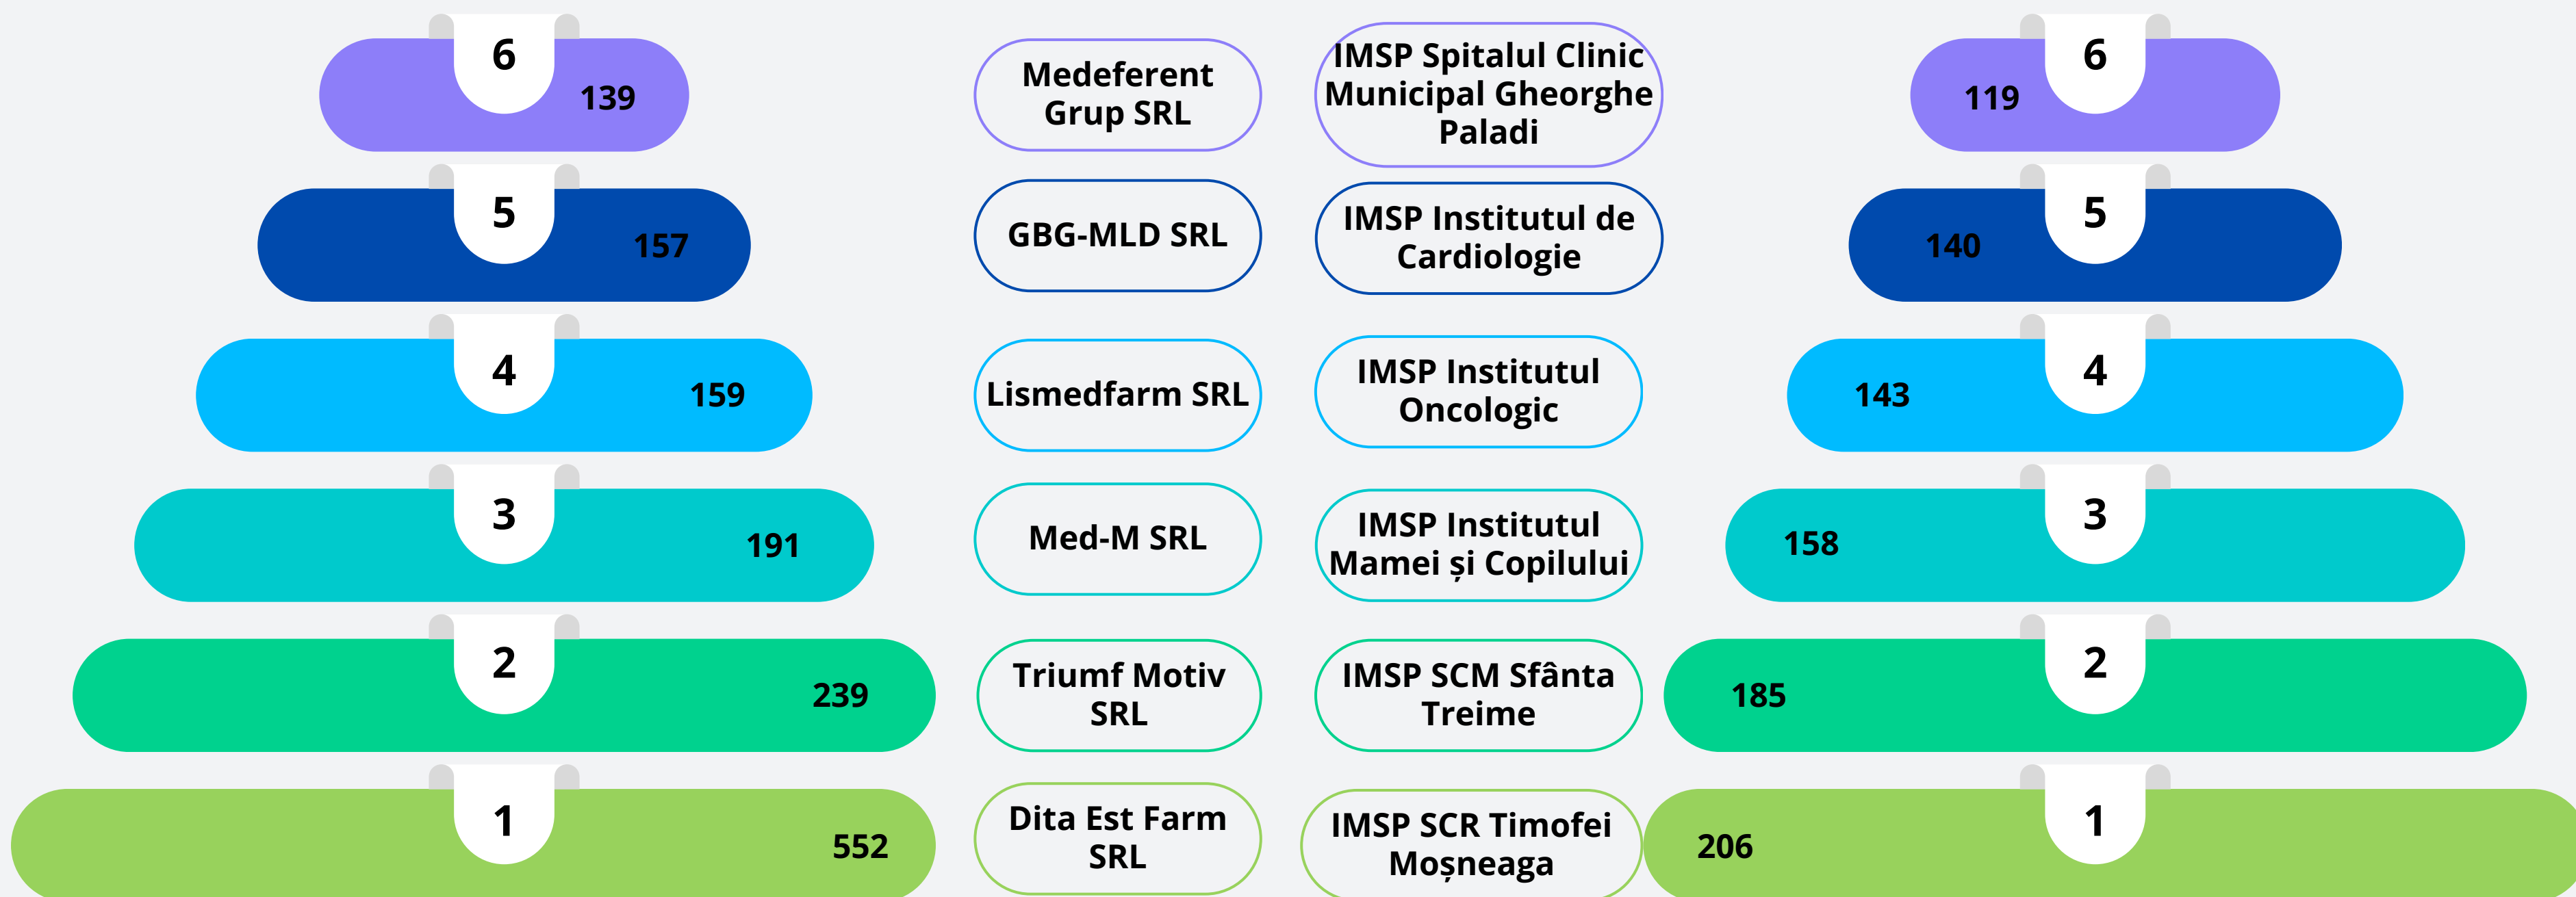 6
139
Medeferent
Grup SRL
IMSP Spitalul Clinic
Municipal Gheorghe
Paladi
119
6
5
157
GBG-MLD SRL
IMSP Institutul de
Cardiologie
140
5
4
159
Lismedfarm SRL
IMSP Institutul
Oncologic
143
4
3
191
Med-M SRL
IMSP Institutul
Mamei și Copilului
158
3
2
239
Triumf Motiv
SRL
IMSP SCM Sfânta
Treime
185
2
1
552
Dita Est Farm
SRL
IMSP SCR Timofei
Moșneaga
206
1